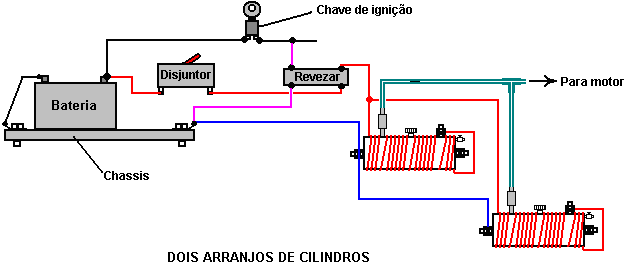 Chave de ignição
Disjuntor
Revezar
Para motor
Bateria
Chassis
DOIS ARRANJOS DE CILINDROS